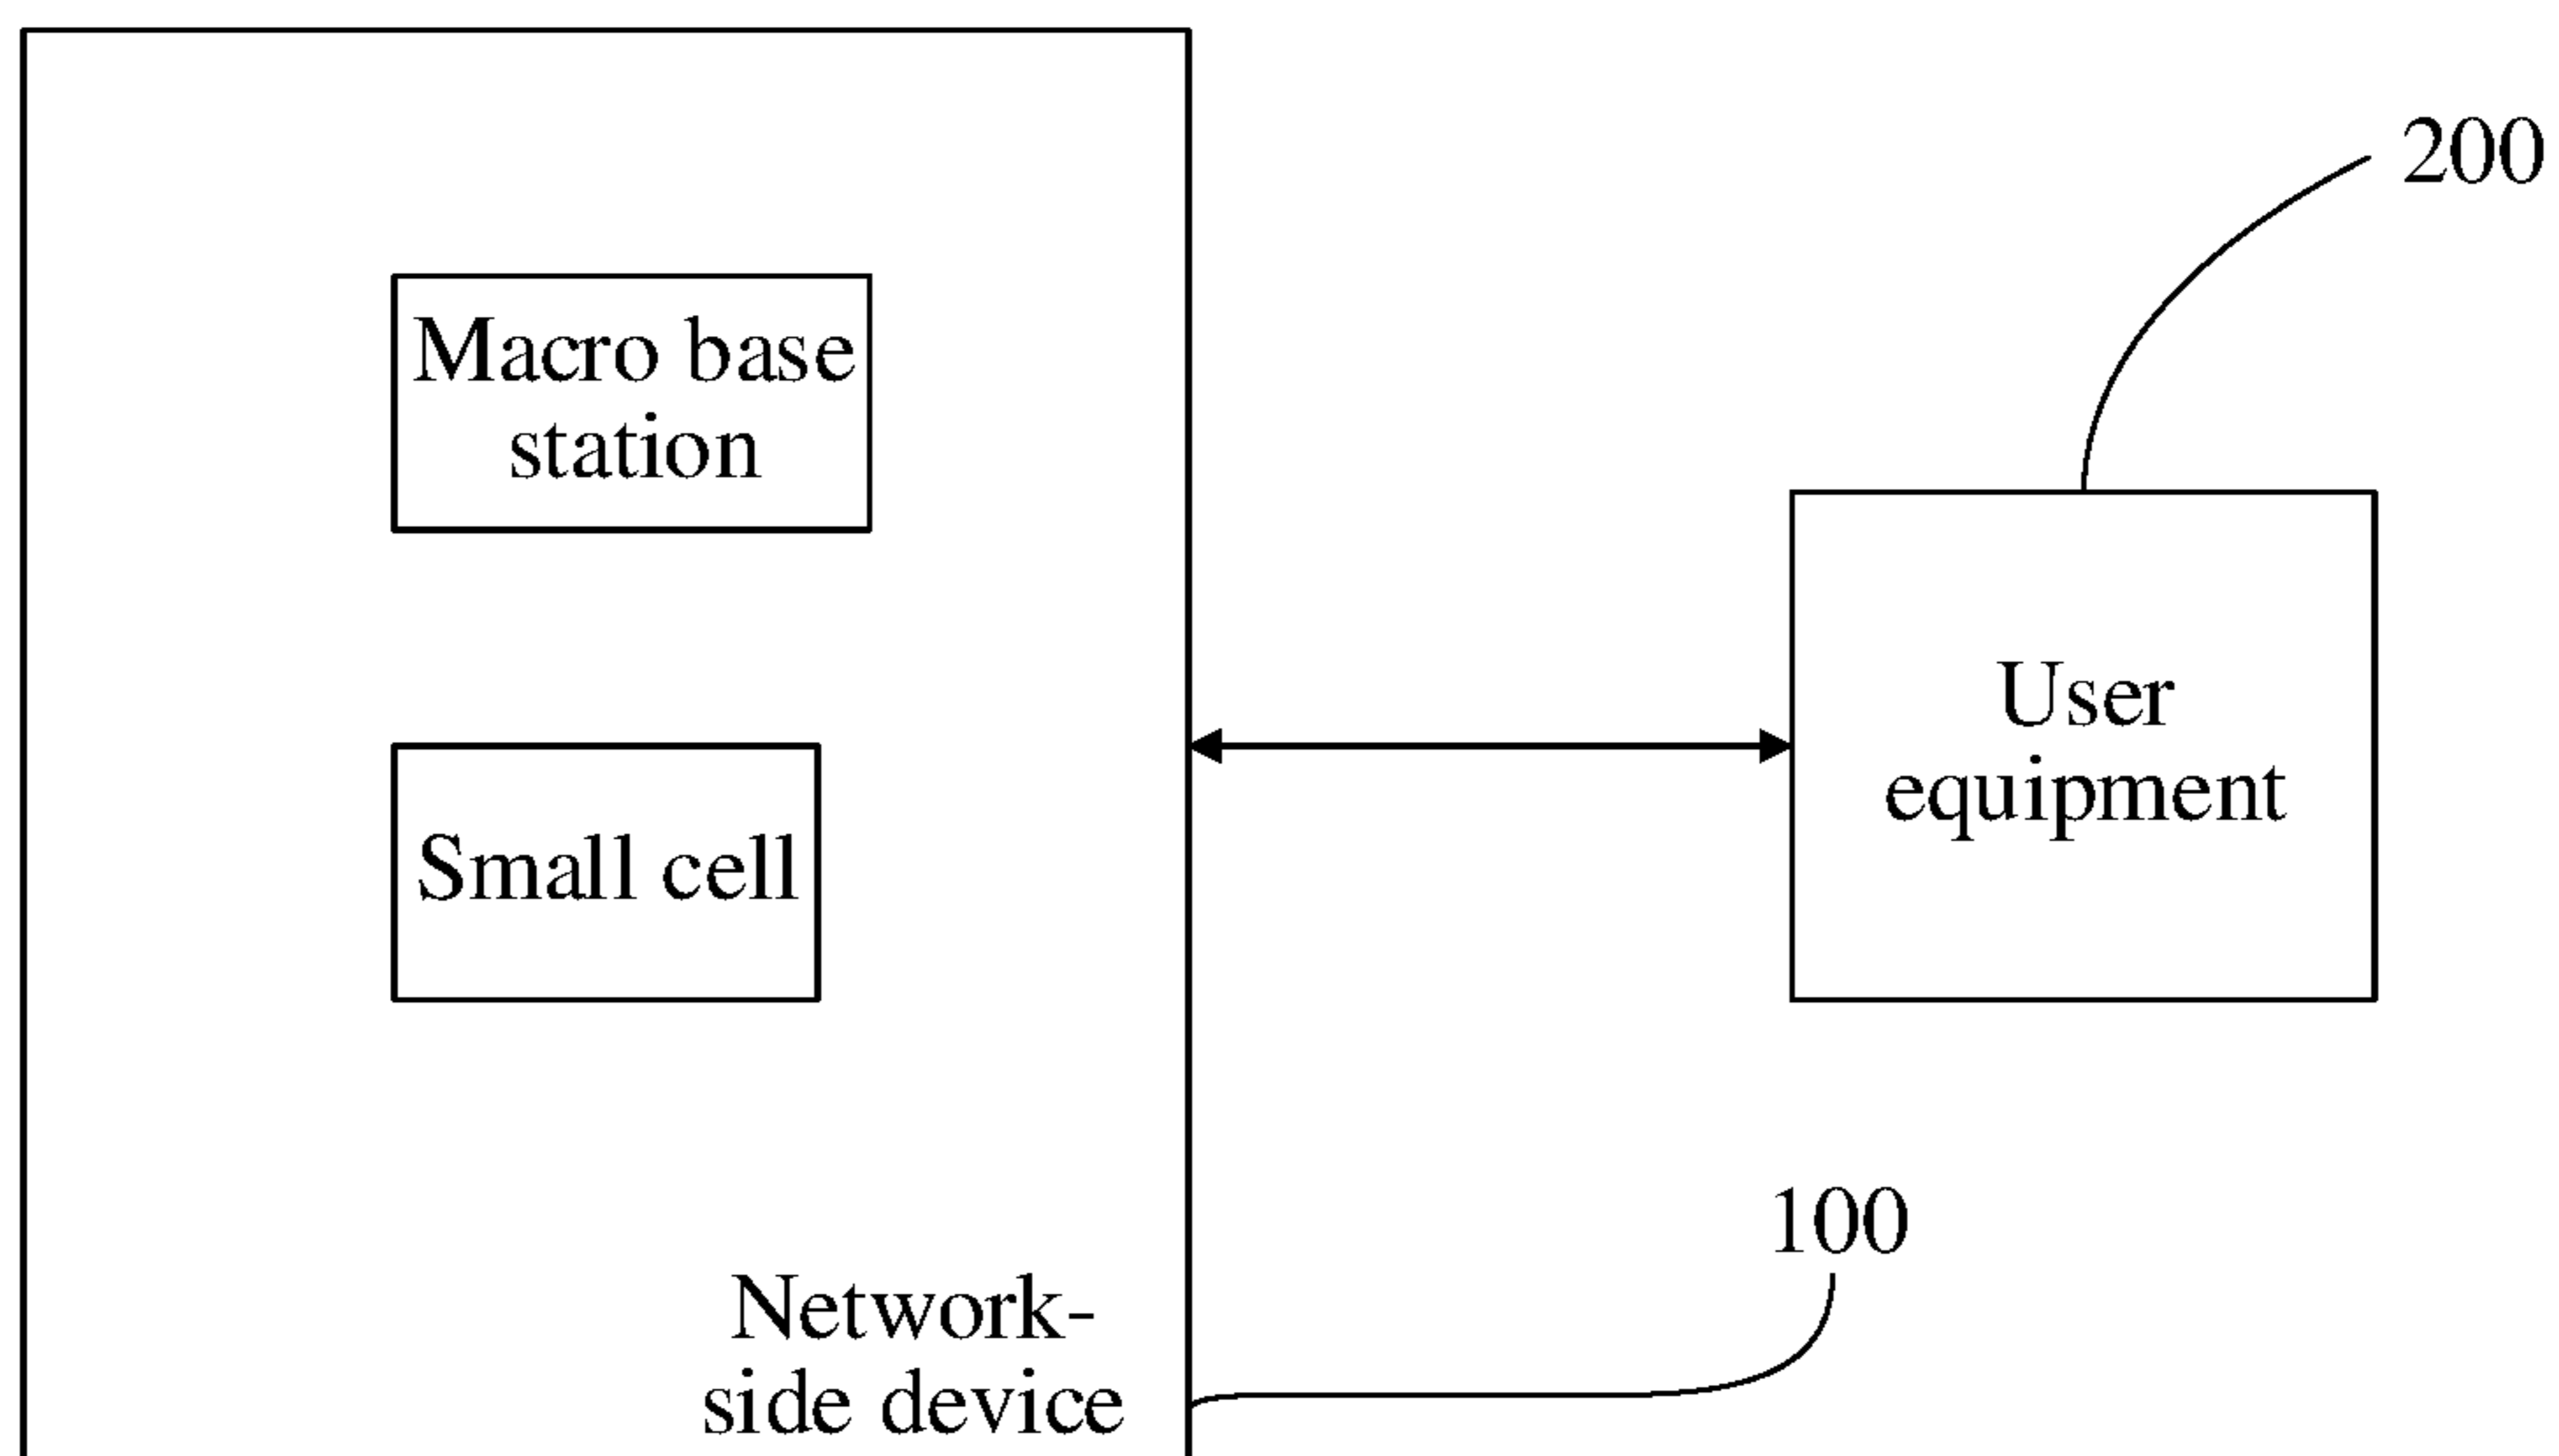 200
Macro base
station
User
equipment
Small cell
100
Network-
side device